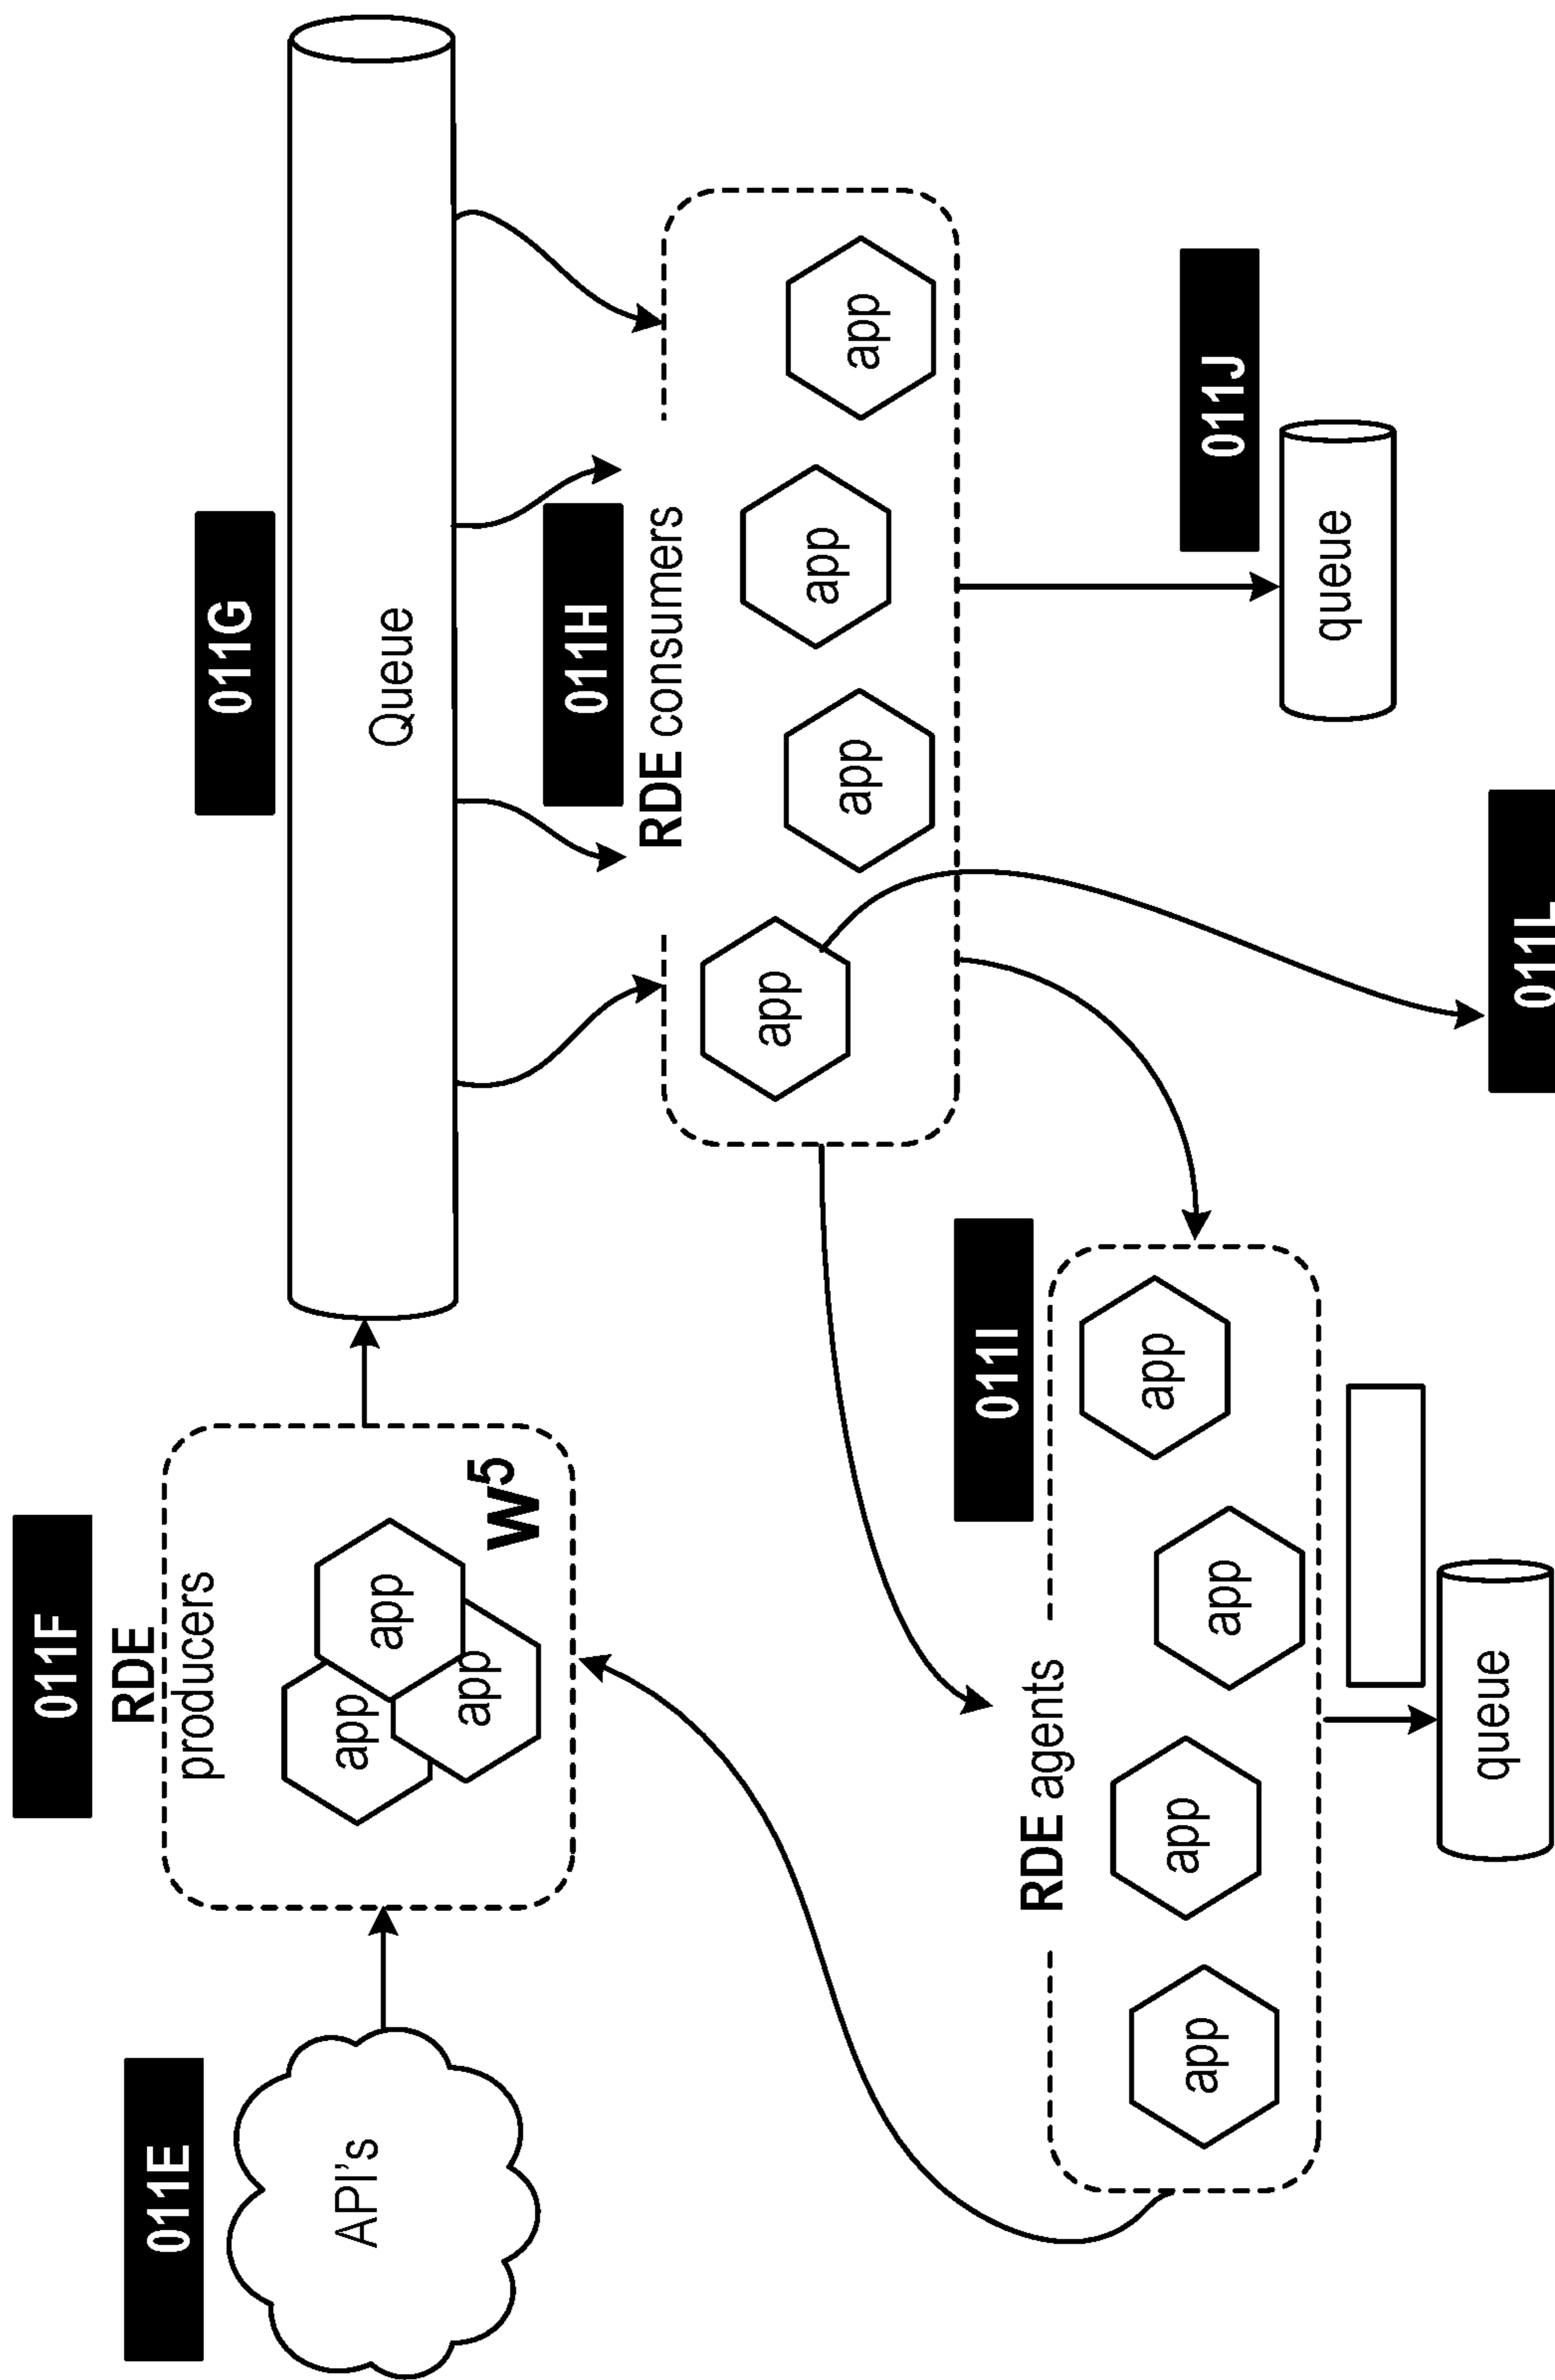 011F
011E
011G
RDE
producers
API's
app
app
app
W⁵
Queue
011H
RDE consumers
app
app
app
app
011I
RDE agents
app
app
app
app
011J
queue
queue
011L